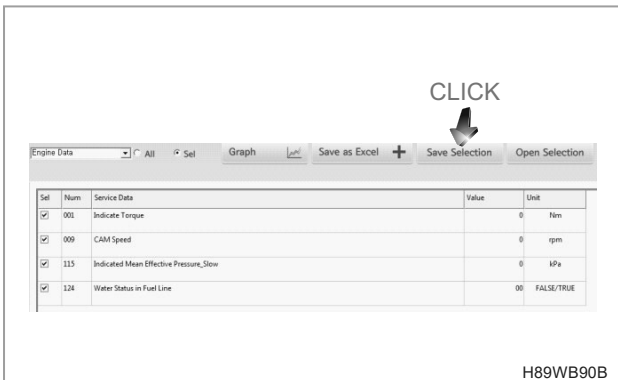 CLICK
Engine Data All Sel Graph Save as Excel Save Selection Open Selection
Sel Num Service Data Value Unit
001 Indicate Torque 0 Nm
009 CAM Speed 0 rpm
115 Indicated Mean Effective Pressure_Slow 0 kPa
124 Water Status in Fuel Line 00 FALSE/TRUE
H89WB90B